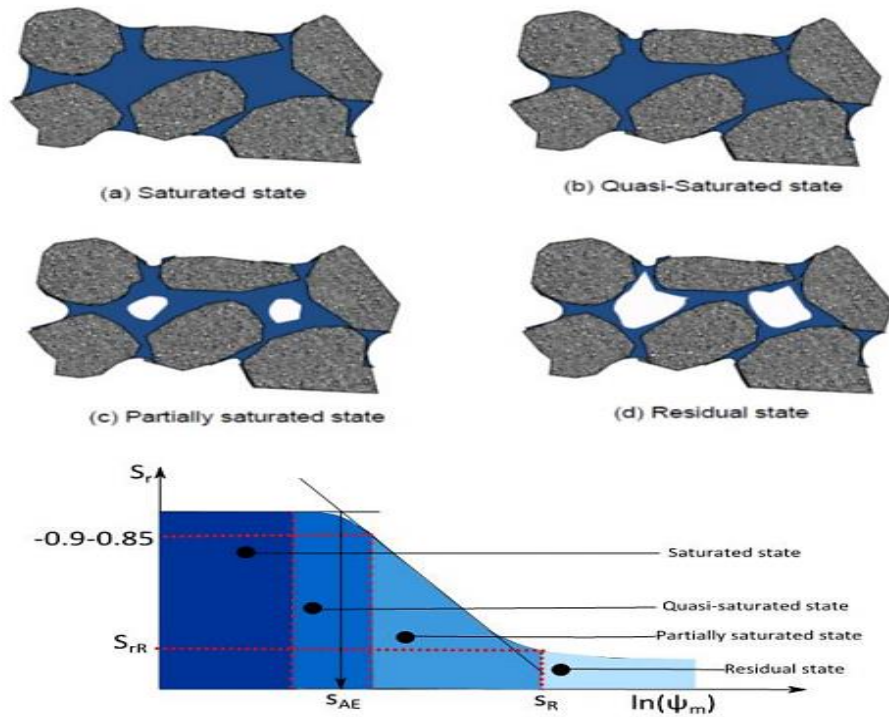 (a) Saturated state
(b) Quasi-Saturated state
(c) Partially saturated state
(d) Residual state
Sr
-0.9-0.85
Saturated state
Quasi-saturated state
Partially saturated state
SrR
Residual state
sAE
sR
ln(ψm)